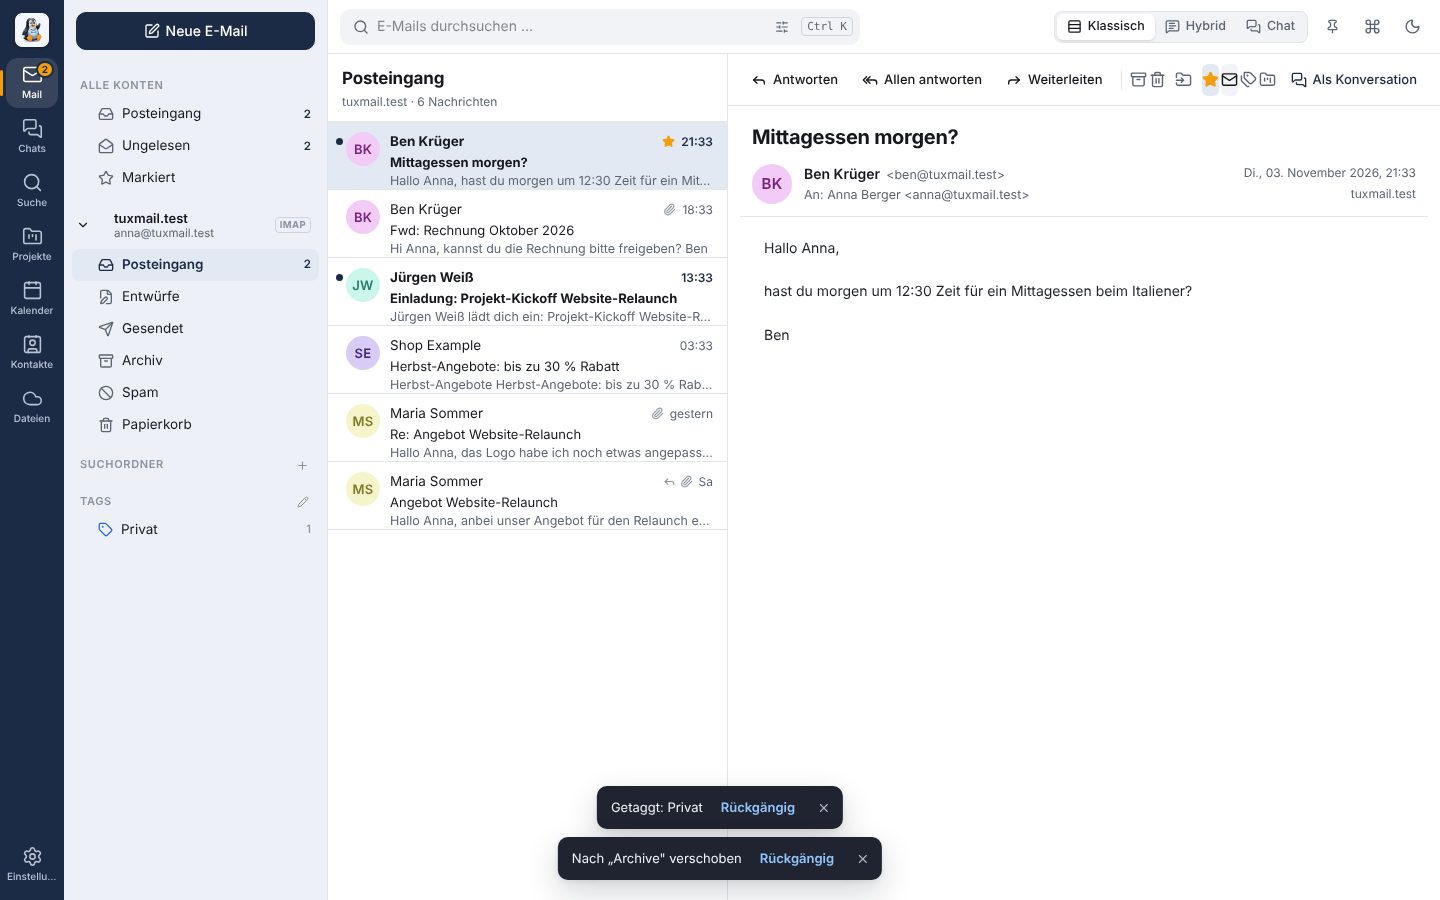 Neue E-Mail
E-Mails durchsuchen ...
Ctrl K
Klassisch
Hybrid
Chat
2
Mail
Chats
Suche
Projekte
Kalender
Kontakte
Dateien
Einstellu...
ALLE KONTEN
Posteingang 2
Ungelesen 2
Markiert
tuxmail.test
anna@tuxmail.test
IMAP
Posteingang 2
Entwürfe
Gesendet
Archiv
Spam
Papierkorb
SUCHORDNER
TAGS
Privat 1
Posteingang
tuxmail.test · 6 Nachrichten
BK
Ben Krüger 21:33
Mittagessen morgen?
Hallo Anna, hast du morgen um 12:30 Zeit für ein Mit...
BK
Ben Krüger 18:33
Fwd: Rechnung Oktober 2026
Hi Anna, kannst du die Rechnung bitte freigeben? Ben
JW
Jürgen Weiß 13:33
Einladung: Projekt-Kickoff Website-Relaunch
Jürgen Weiß lädt dich ein: Projekt-Kickoff Website-R...
SE
Shop Example 03:33
Herbst-Angebote: bis zu 30 % Rabatt
Herbst-Angebote Herbst-Angebote: bis zu 30 % Rab...
MS
Maria Sommer gestern
Re: Angebot Website-Relaunch
Hallo Anna, das Logo habe ich noch etwas angepass...
MS
Maria Sommer Sa
Angebot Website-Relaunch
Hallo Anna, anbei unser Angebot für den Relaunch e...
Antworten
Allen antworten
Weiterleiten
Als Konversation
Mittagessen morgen?
BK
Ben Krüger <ben@tuxmail.test>
An: Anna Berger <anna@tuxmail.test>
Di., 03. November 2026, 21:33
tuxmail.test
Hallo Anna,
hast du morgen um 12:30 Zeit für ein Mittagessen beim Italiener?
Ben
Getaggt: Privat Rückgängig
Nach „Archive" verschoben Rückgängig